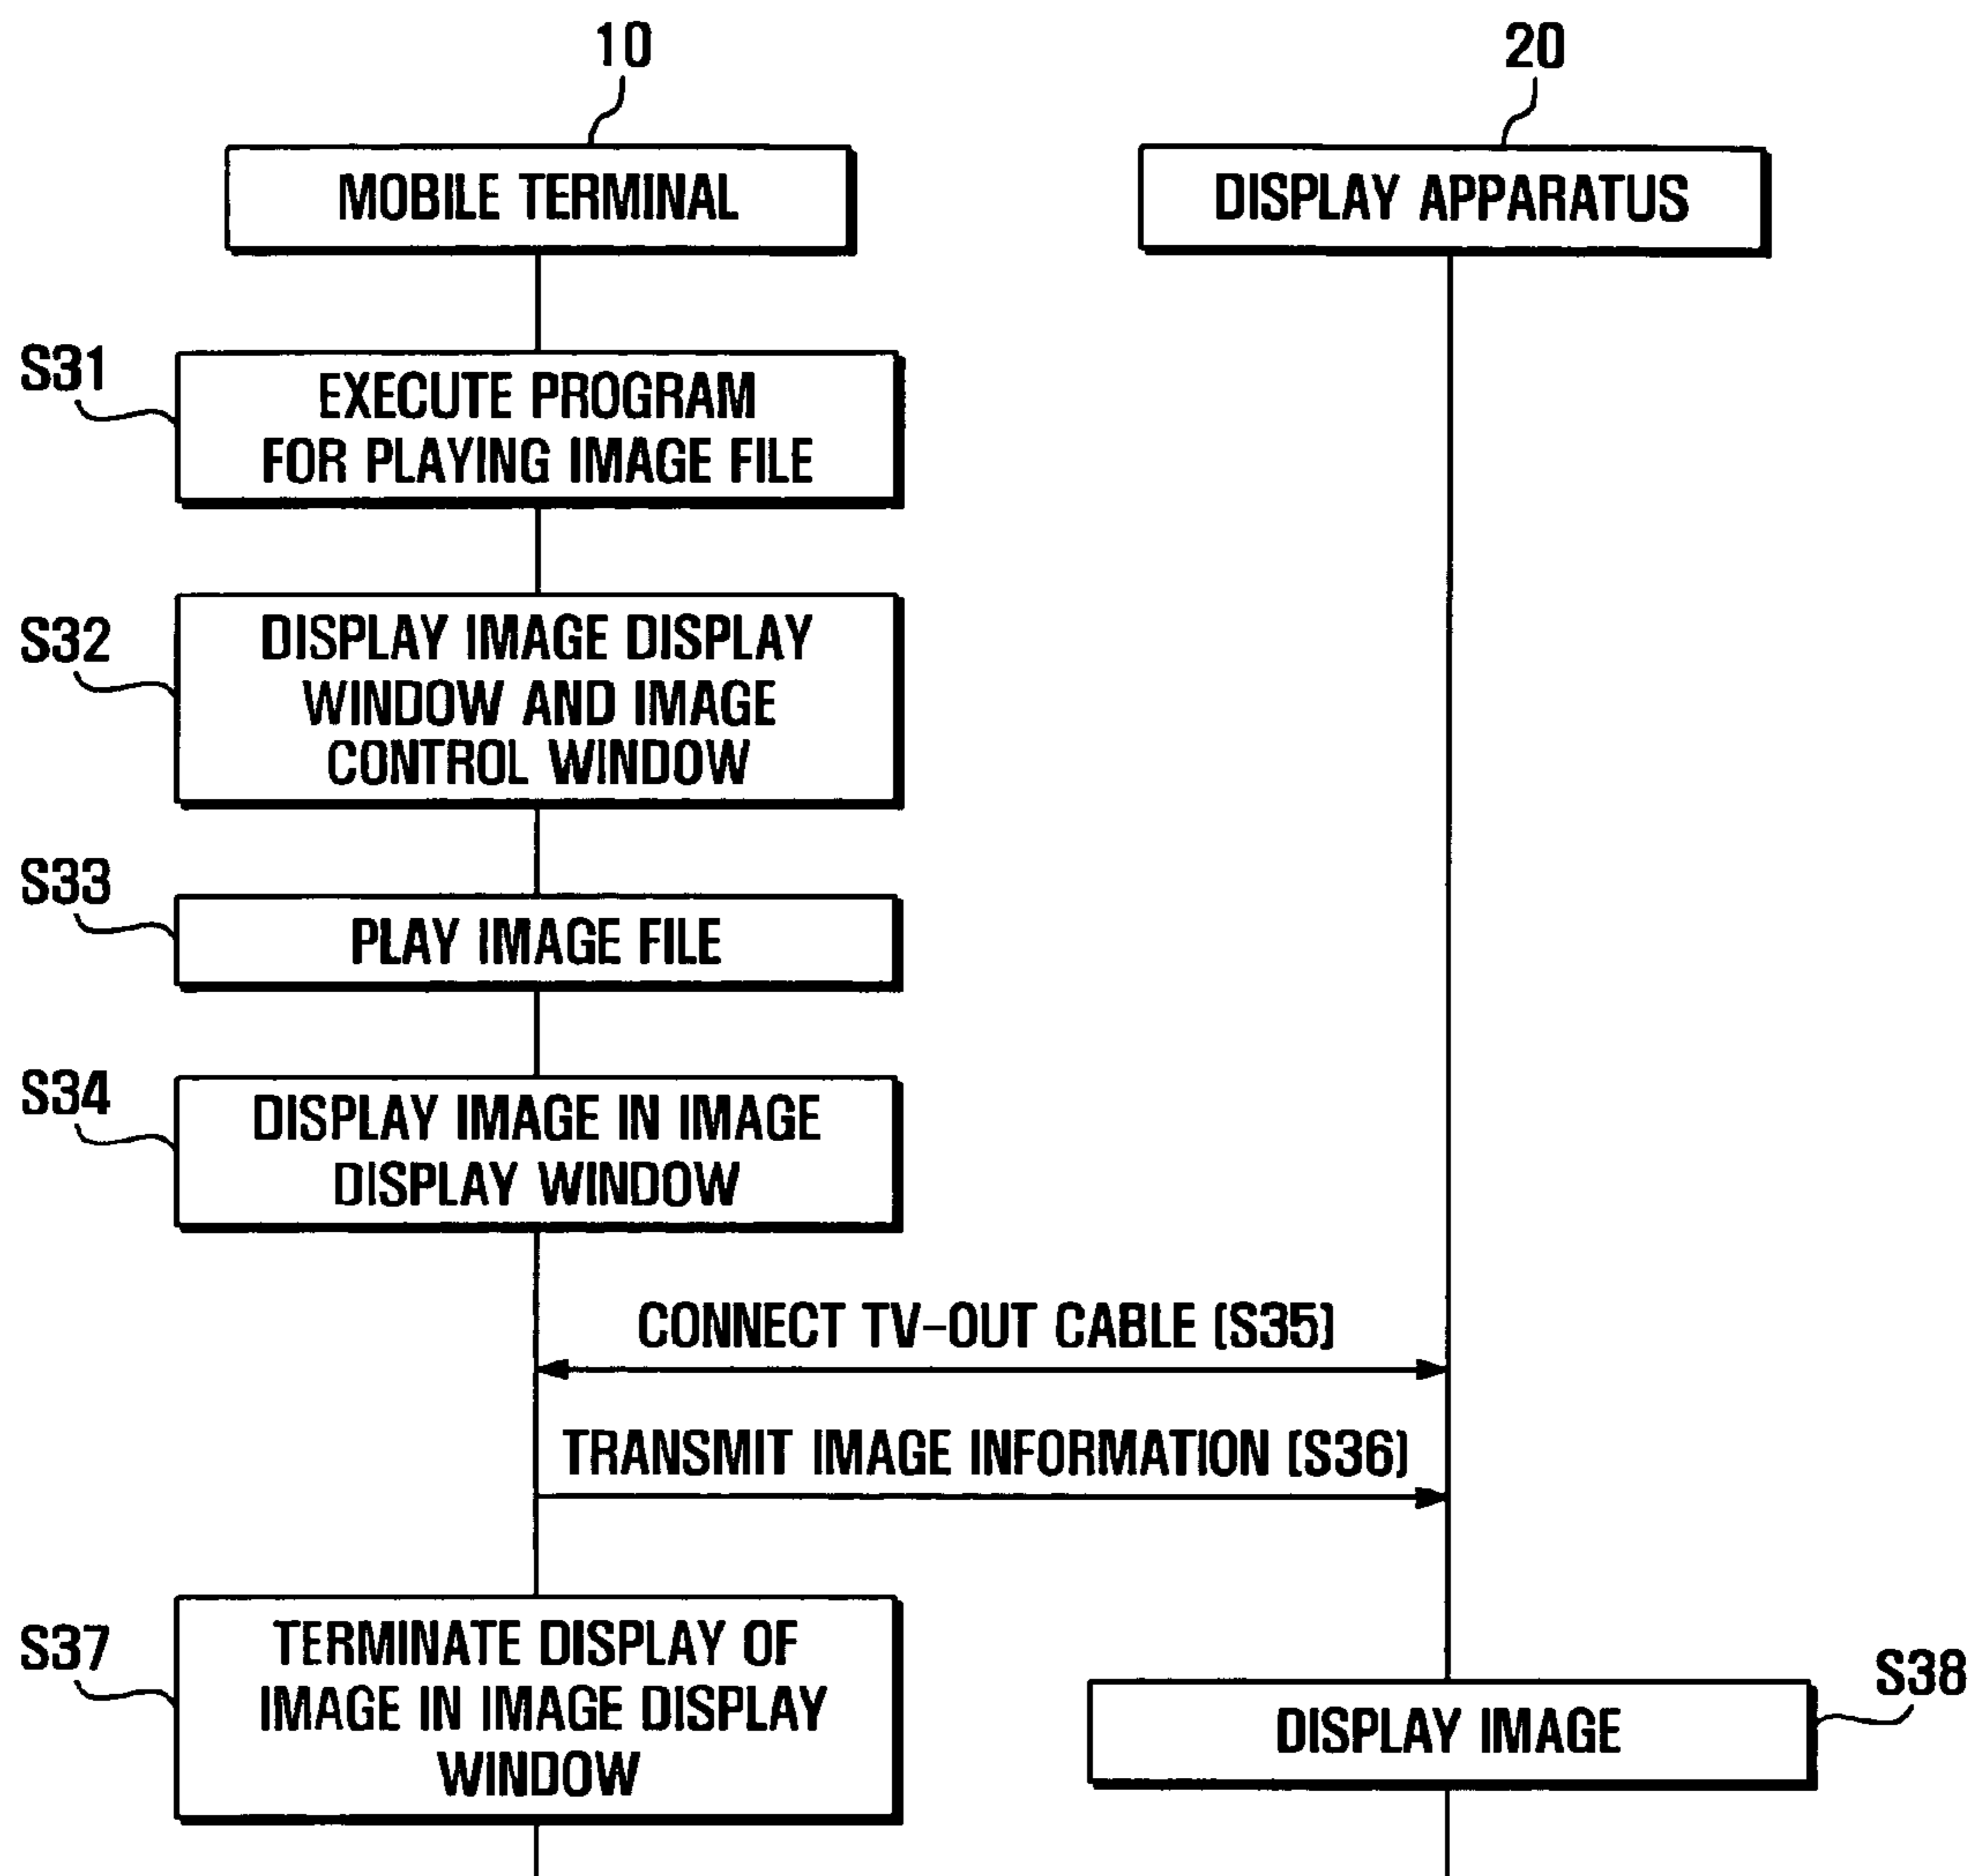 10
20
MOBILE TERMINAL
DISPLAY APPARATUS
S31
EXECUTE PROGRAM
FOR PLAYING IMAGE FILE
S32
DISPLAY IMAGE DISPLAY
WINDOW AND IMAGE
CONTROL WINDOW
S33
PLAY IMAGE FILE
S34
DISPLAY IMAGE IN IMAGE
DISPLAY WINDOW
CONNECT TV-OUT CABLE (S35)
TRANSMIT IMAGE INFORMATION (S36)
S37
TERMINATE DISPLAY OF
IMAGE IN IMAGE DISPLAY
WINDOW
S38
DISPLAY IMAGE